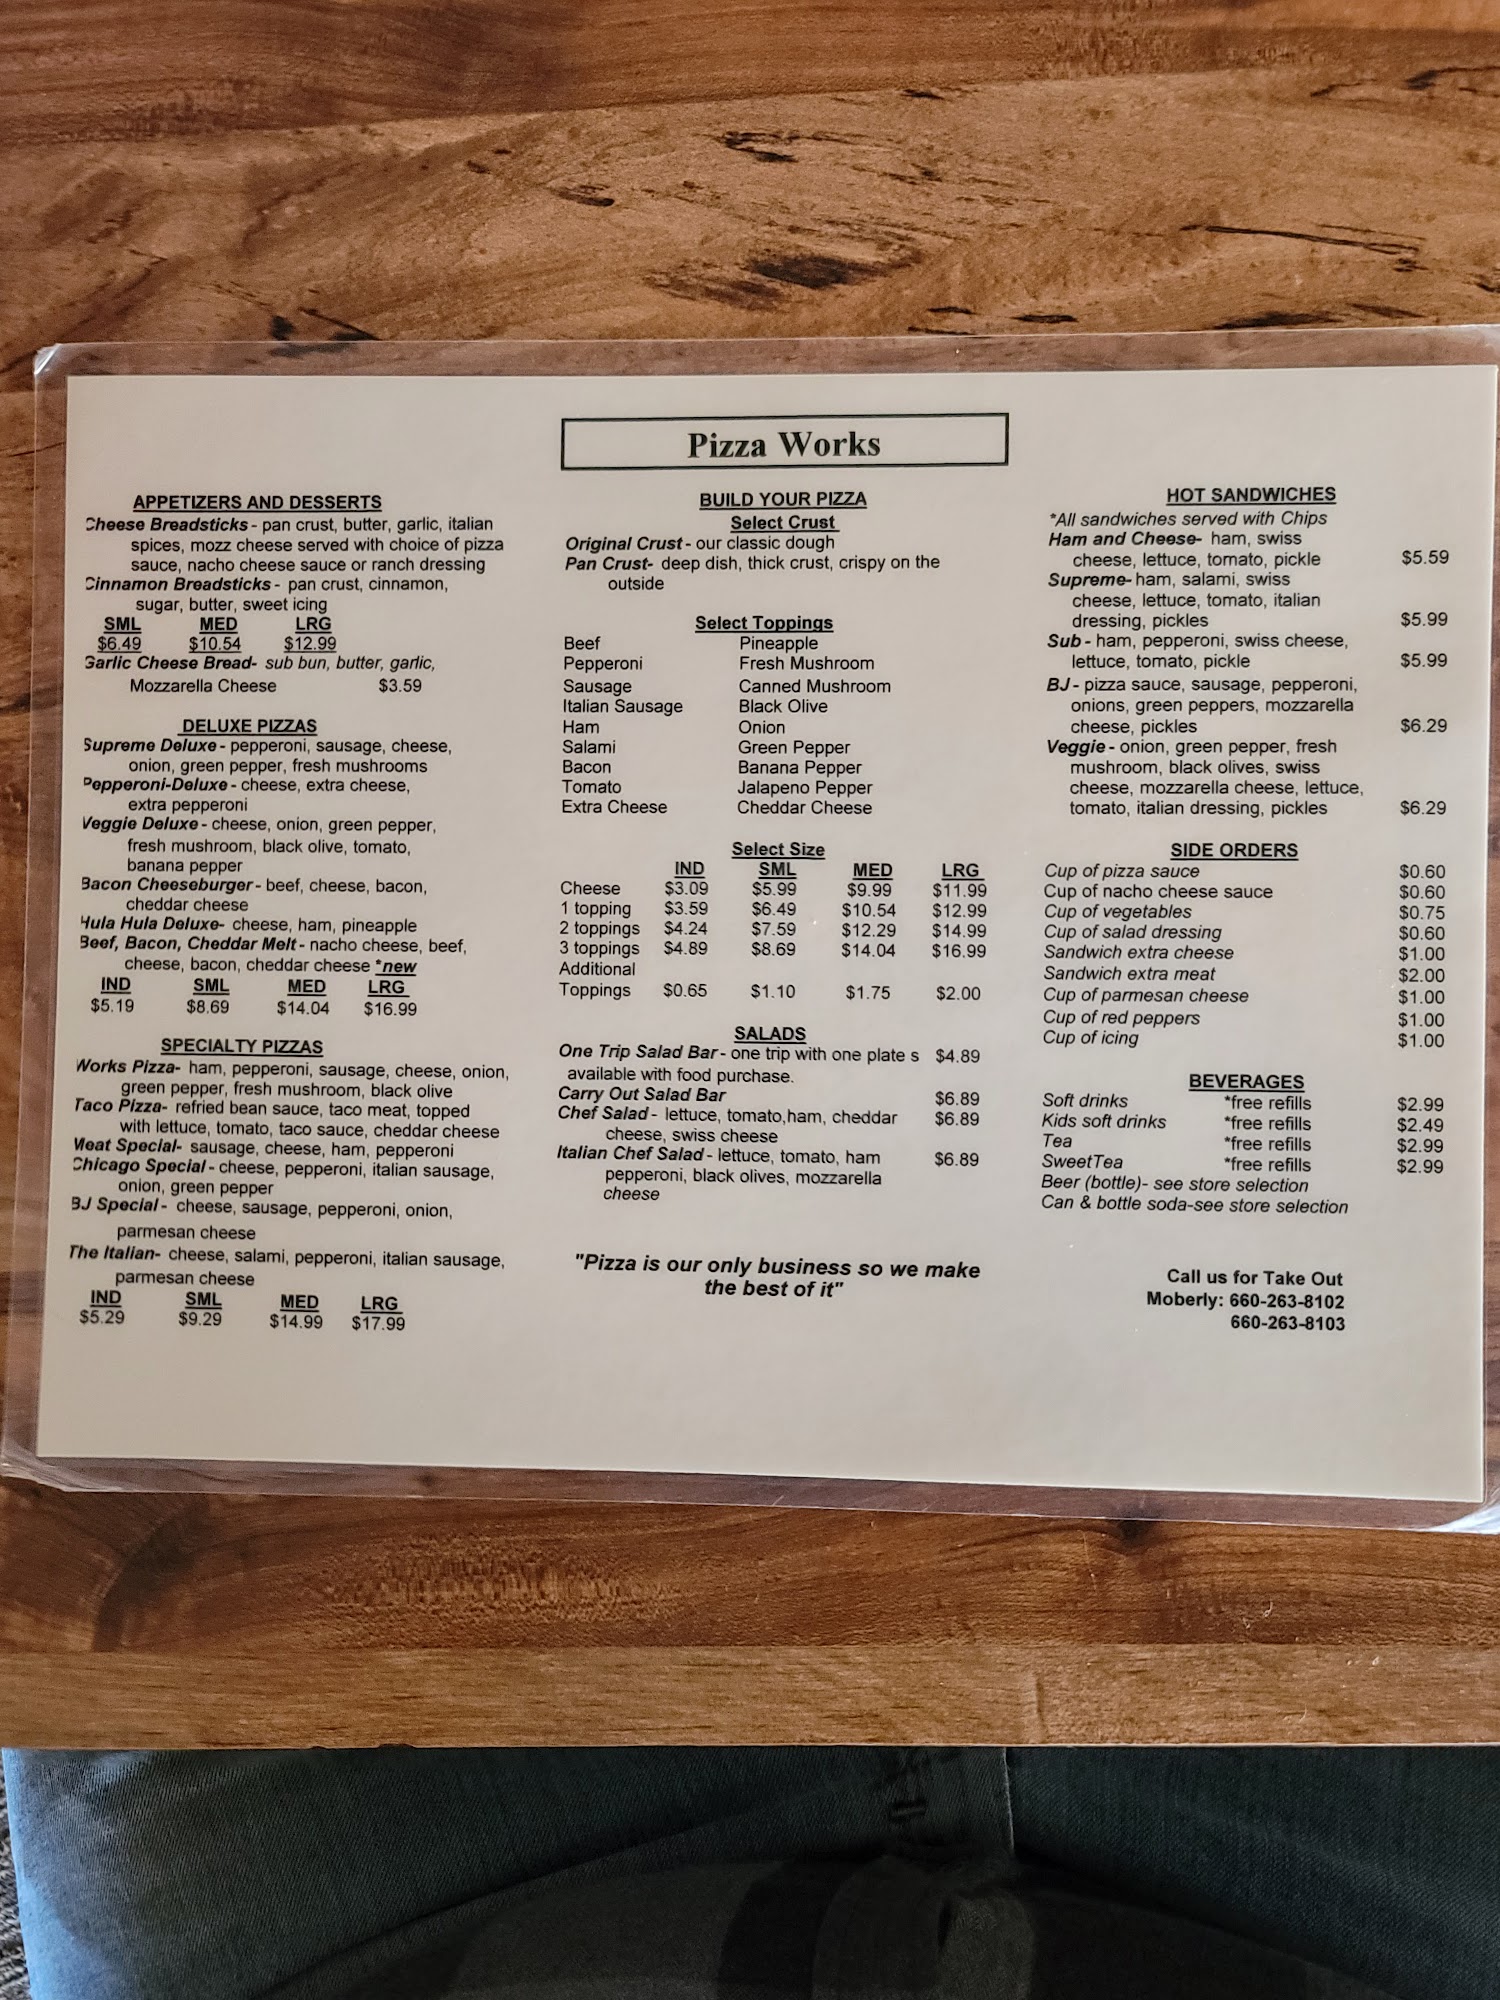 Pizza Works
APPETIZERS AND DESSERTS
Cheese Breadsticks - pan crust, butter, garlic, italian
spices, mozz cheese served with choice of pizza
sauce, nacho cheese sauce or ranch dressing
Cinnamon Breadsticks - pan crust, cinnamon,
sugar, butter, sweet icing
SML MED LRG
$6.49 $10.54 $12.99
Garlic Cheese Bread- sub bun, butter, garlic,
Mozzarella Cheese $3.59
DELUXE PIZZAS
Supreme Deluxe - pepperoni, sausage, cheese,
onion, green pepper, fresh mushrooms
Pepperoni-Deluxe - cheese, extra cheese,
extra pepperoni
Veggie Deluxe - cheese, onion, green pepper,
fresh mushroom, black olive, tomato,
banana pepper
Bacon Cheeseburger - beef, cheese, bacon,
cheddar cheese
Hula Hula Deluxe- cheese, ham, pineapple
Beef, Bacon, Cheddar Melt - nacho cheese, beef,
cheese, bacon, cheddar cheese *new
IND SML MED LRG
$5.19 $8.69 $14.04 $16.99
SPECIALTY PIZZAS
Works Pizza- ham, pepperoni, sausage, cheese, onion,
green pepper, fresh mushroom, black olive
Taco Pizza- refried bean sauce, taco meat, topped
with lettuce, tomato, taco sauce, cheddar cheese
Meat Special- sausage, cheese, ham, pepperoni
Chicago Special - cheese, pepperoni, italian sausage,
onion, green pepper
BJ Special - cheese, sausage, pepperoni, onion,
parmesan cheese
The Italian- cheese, salami, pepperoni, italian sausage,
parmesan cheese
IND SML MED LRG
$5.29 $9.29 $14.99 $17.99
BUILD YOUR PIZZA
Select Crust
Original Crust - our classic dough
Pan Crust- deep dish, thick crust, crispy on the
outside
Select Toppings
Beef Pineapple
Pepperoni Fresh Mushroom
Sausage Canned Mushroom
Italian Sausage Black Olive
Ham Onion
Salami Green Pepper
Bacon Banana Pepper
Tomato Jalapeno Pepper
Extra Cheese Cheddar Cheese
Select Size
IND SML MED LRG
Cheese $3.09 $5.99 $9.99 $11.99
1 topping $3.59 $6.49 $10.54 $12.99
2 toppings $4.24 $7.59 $12.29 $14.99
3 toppings $4.89 $8.69 $14.04 $16.99
Additional
Toppings $0.65 $1.10 $1.75 $2.00
SALADS
One Trip Salad Bar - one trip with one plate s $4.89
available with food purchase.
Carry Out Salad Bar $6.89
Chef Salad - lettuce, tomato,ham, cheddar $6.89
cheese, swiss cheese
Italian Chef Salad - lettuce, tomato, ham $6.89
pepperoni, black olives, mozzarella
cheese
"Pizza is our only business so we make
the best of it"
HOT SANDWICHES
*All sandwiches served with Chips
Ham and Cheese- ham, swiss
cheese, lettuce, tomato, pickle $5.59
Supreme- ham, salami, swiss
cheese, lettuce, tomato, italian
dressing, pickles $5.99
Sub - ham, pepperoni, swiss cheese,
lettuce, tomato, pickle $5.99
BJ - pizza sauce, sausage, pepperoni,
onions, green peppers, mozzarella
cheese, pickles $6.29
Veggie - onion, green pepper, fresh
mushroom, black olives, swiss
cheese, mozzarella cheese, lettuce,
tomato, italian dressing, pickles $6.29
SIDE ORDERS
Cup of pizza sauce $0.60
Cup of nacho cheese sauce $0.60
Cup of vegetables $0.75
Cup of salad dressing $0.60
Sandwich extra cheese $1.00
Sandwich extra meat $2.00
Cup of parmesan cheese $1.00
Cup of red peppers $1.00
Cup of icing $1.00
BEVERAGES
Soft drinks *free refills $2.99
Kids soft drinks *free refills $2.49
Tea *free refills $2.99
SweetTea *free refills $2.99
Beer (bottle)- see store selection
Can & bottle soda-see store selection
Call us for Take Out
Moberly: 660-263-8102
660-263-8103